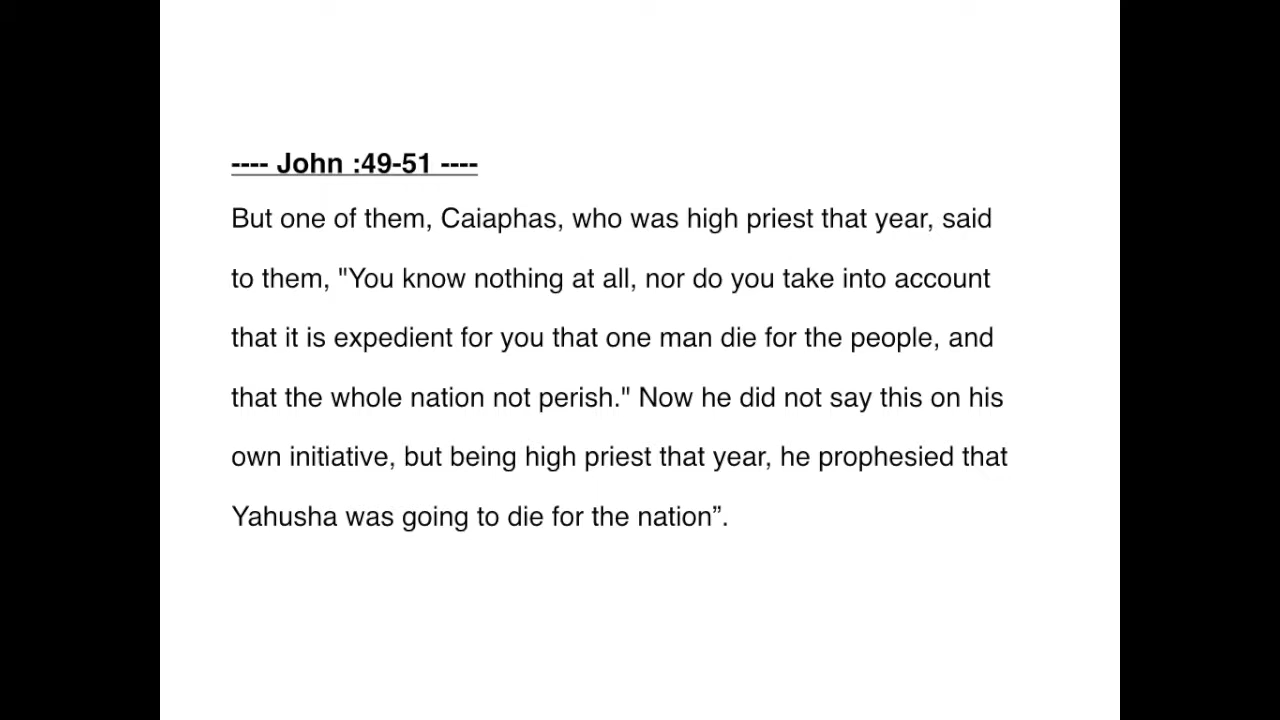 ---- John :49-51 ----
But one of them, Caiaphas, who was high priest that year, said
to them, "You know nothing at all, nor do you take into account
that it is expedient for you that one man die for the people, and
that the whole nation not perish." Now he did not say this on his
own initiative, but being high priest that year, he prophesied that
Yahusha was going to die for the nation”.